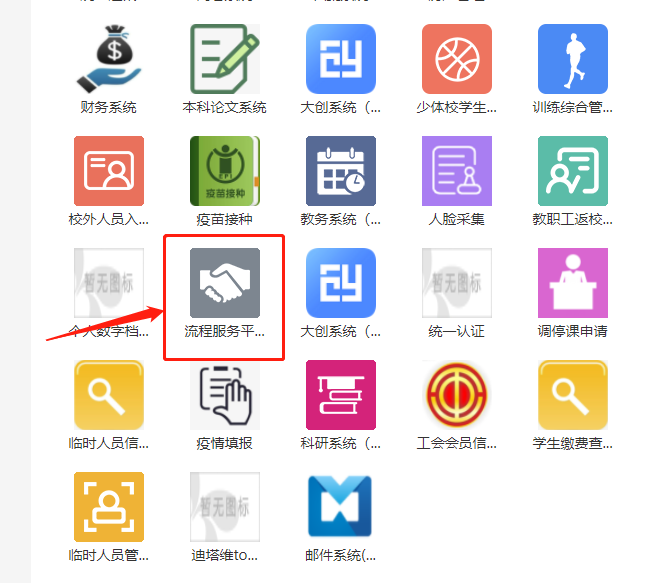 财务系统
本科论文系统
大创系统（...
少体校学生...
训练综合管...
校外人员入...
疫苗接种
疫苗接种
教务系统（...
人脸采集
教职工返校...
暂无图标
暂无图标
个人数字档...
流程服务平...
大创系统（...
统一认证
调停课申请
临时人员信...
疫情填报
科研系统（...
工会会员信...
学生缴费查...
暂无图标
临时人员管...
迪塔维to...
邮件系统(...